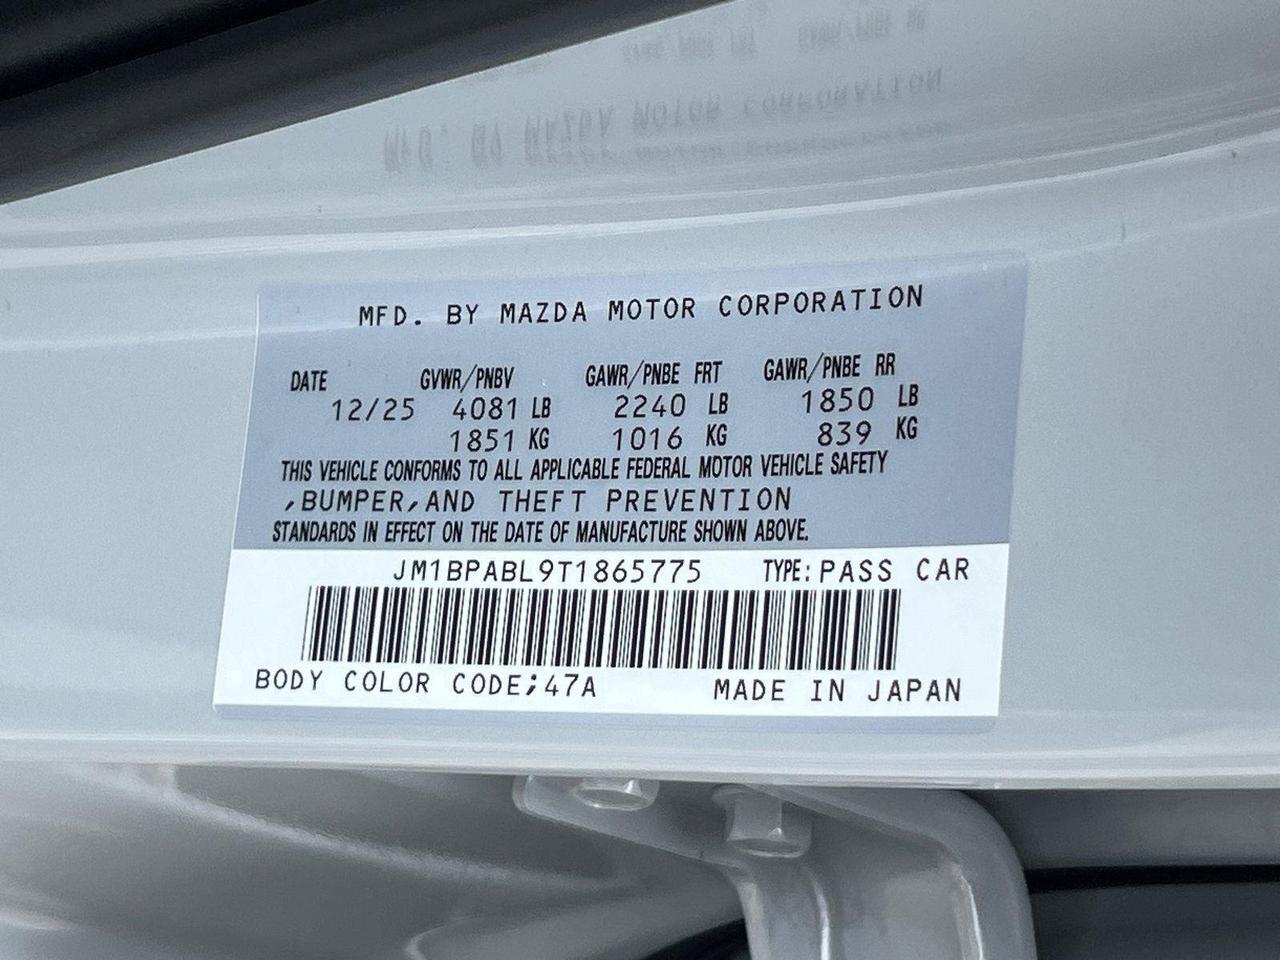 MFD. BY MAZDA MOTOR CORPORATION
DATE GVWR/PNBV GAWR/PNBE FRT GAWR/PNBE RR
12/25 4081 LB 2240 LB 1850 LB
1851 KG 1016 KG 839 KG
THIS VEHICLE CONFORMS TO ALL APPLICABLE FEDERAL MOTOR VEHICLE SAFETY
,BUMPER,AND THEFT PREVENTION
STANDARDS IN EFFECT ON THE DATE OF MANUFACTURE SHOWN ABOVE.
JM1BPABL9T1865775 TYPE:PASS CAR
BODY COLOR CODE;47A MADE IN JAPAN